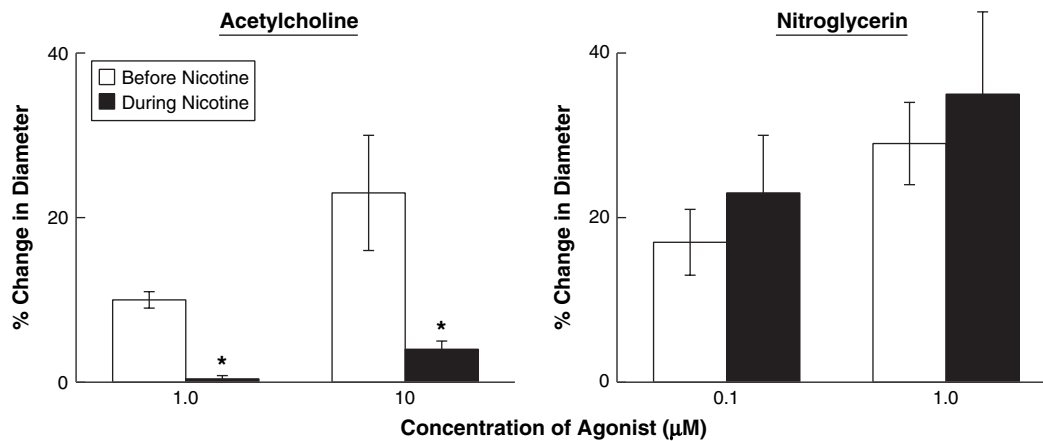 Acetylcholine
40
20
0
% Change in Diameter
Before Nicotine
During Nicotine
*
*
1.0
10
Nitroglycerin
40
20
0
% Change in Diameter
0.1
1.0
Concentration of Agonist (μM)